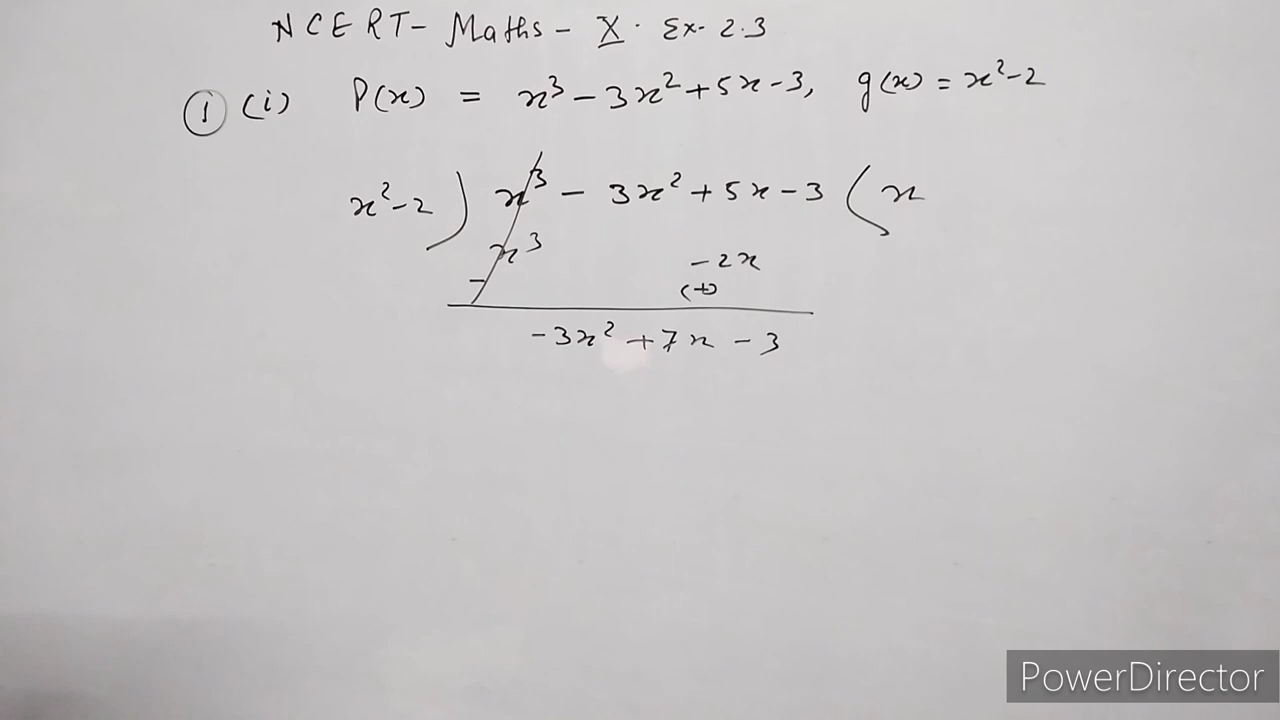 NCERT- Maths - X. Ex- 2.3
① (i) P(x) = x³ - 3x² + 5x - 3, g(x) = x² - 2
x² - 2 ) x³ - 3x² + 5x - 3 ( x
x³ - 2x
- (+)
-3x² + 7x - 3
PowerDirector